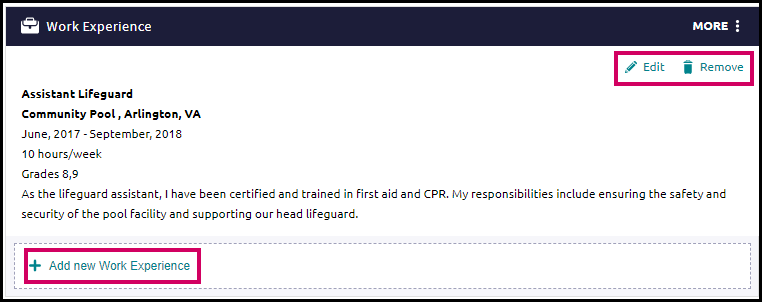 Work Experience MORE
Edit Remove
Assistant Lifeguard
Community Pool , Arlington, VA
June, 2017 - September, 2018
10 hours/week
Grades 8,9
As the lifeguard assistant, I have been certified and trained in first aid and CPR. My responsibilities include ensuring the safety and
security of the pool facility and supporting our head lifeguard.
+ Add new Work Experience